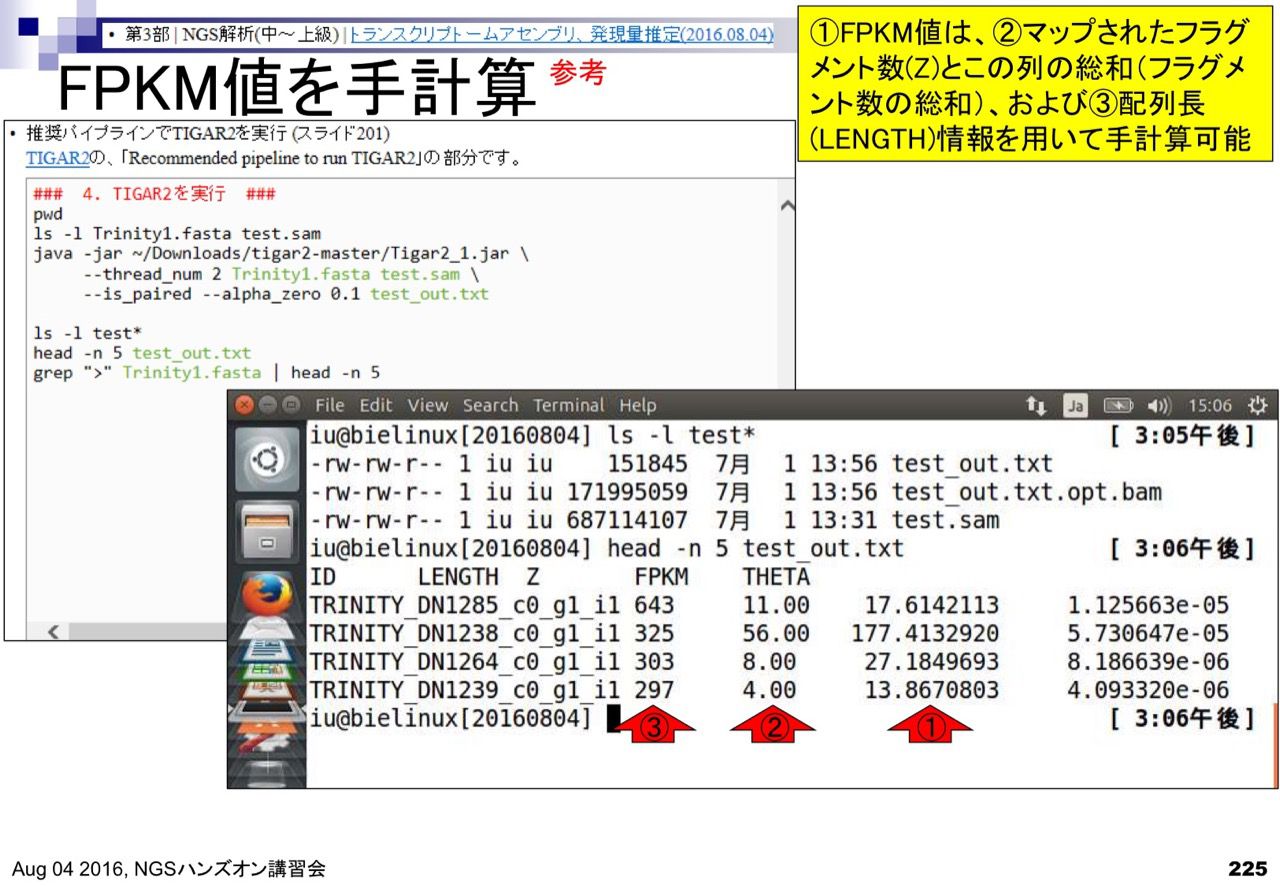 • 第3部 | NGS解析(中～上級) | トランスクリプトームアセンブリ、発現量推定(2016.08.04)
FPKM値を手計算 参考
①FPKM値は、②マップされたフラグ
メント数(Z)とこの列の総和（フラグメ
ント数の総和）、および③配列長
(LENGTH)情報を用いて手計算可能
• 推奨パイプラインでTIGAR2を実行 (スライド201)
TIGAR2の、「Recommended pipeline to run TIGAR2」の部分です。
### 4. TIGAR2を実行 ###
pwd
ls -l Trinity1.fasta test.sam
java -jar ~/Downloads/tigar2-master/Tigar2_1.jar \
--thread_num 2 Trinity1.fasta test.sam \
--is_paired --alpha_zero 0.1 test_out.txt
ls -l test*
head -n 5 test_out.txt
grep ">" Trinity1.fasta | head -n 5
File Edit View Search Terminal Help Ja 15:06
iu@bielinux[20160804] ls -l test* [ 3:05午後]
-rw-rw-r-- 1 iu iu 151845 7月 1 13:56 test_out.txt
-rw-rw-r-- 1 iu iu 171995059 7月 1 13:56 test_out.txt.opt.bam
-rw-rw-r-- 1 iu iu 687114107 7月 1 13:31 test.sam
iu@bielinux[20160804] head -n 5 test_out.txt [ 3:06午後]
ID LENGTH Z FPKM THETA
TRINITY_DN1285_c0_g1_i1 643 11.00 17.6142113 1.125663e-05
TRINITY_DN1238_c0_g1_i1 325 56.00 177.4132920 5.730647e-05
TRINITY_DN1264_c0_g1_i1 303 8.00 27.1849693 8.186639e-06
TRINITY_DN1239_c0_g1_i1 297 4.00 13.8670803 4.093320e-06
iu@bielinux[20160804] [ 3:06午後]
③ ② ①
Aug 04 2016, NGSハンズオン講習会
225